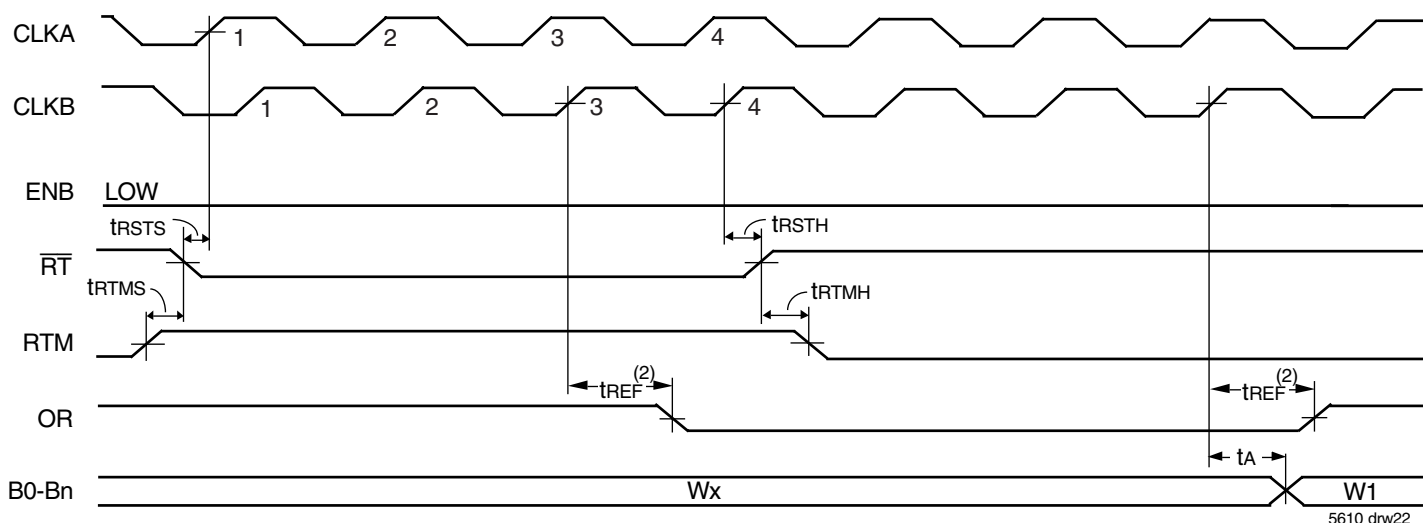 CLKA 1 2 3 4
CLKB 1 2 3 4
ENB LOW
tRSTS tRSTH
RT
tRTMS tRTMH
RTM
tREF(2) tREF(2)
OR
tA
B0-Bn Wx W1
5610 drw22